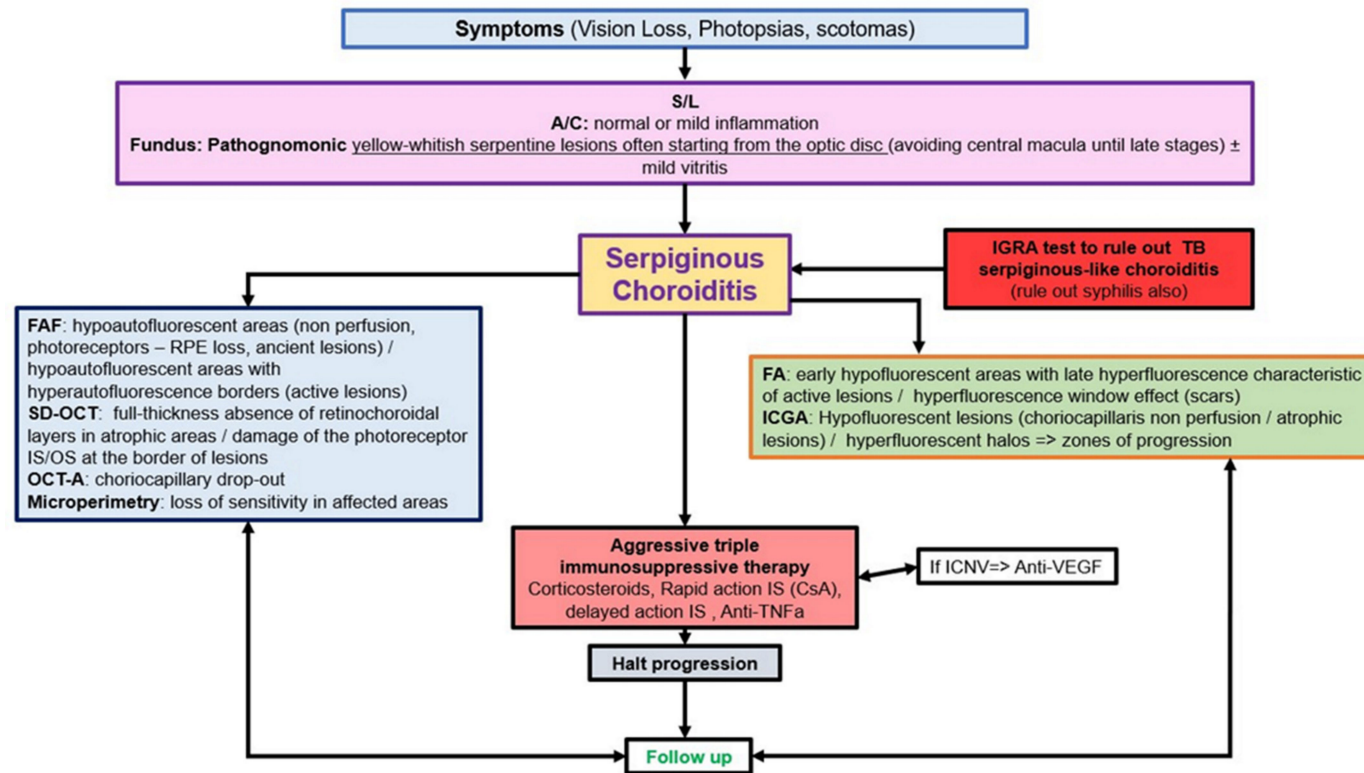 Symptoms (Vision Loss, Photopsias, scotomas)
S/L
A/C: normal or mild inflammation
Fundus: Pathognomonic yellow-whitish serpentine lesions often starting from the optic disc (avoiding central macula until late stages) ±
mild vitritis
Serpiginous
Choroiditis
IGRA test to rule out TB
serpiginous-like choroiditis
(rule out syphilis also)
FAF: hypoautofluorescent areas (non perfusion,
photoreceptors – RPE loss, ancient lesions) /
hypoautofluorescent areas with
hyperautofluorescence borders (active lesions)
SD-OCT: full-thickness absence of retinochoroidal
layers in atrophic areas / damage of the photoreceptor
IS/OS at the border of lesions
OCT-A: choriocapillary drop-out
Microperimetry: loss of sensitivity in affected areas
FA: early hypofluorescent areas with late hyperfluorescence characteristic
of active lesions / hyperfluorescence window effect (scars)
ICGA: Hypofluorescent lesions (choriocapillaris non perfusion / atrophic
lesions) / hyperfluorescent halos => zones of progression
Aggressive triple
immunosuppressive therapy
Corticosteroids, Rapid action IS (CsA),
delayed action IS , Anti-TNFa
If ICNV=> Anti-VEGF
Halt progression
Follow up